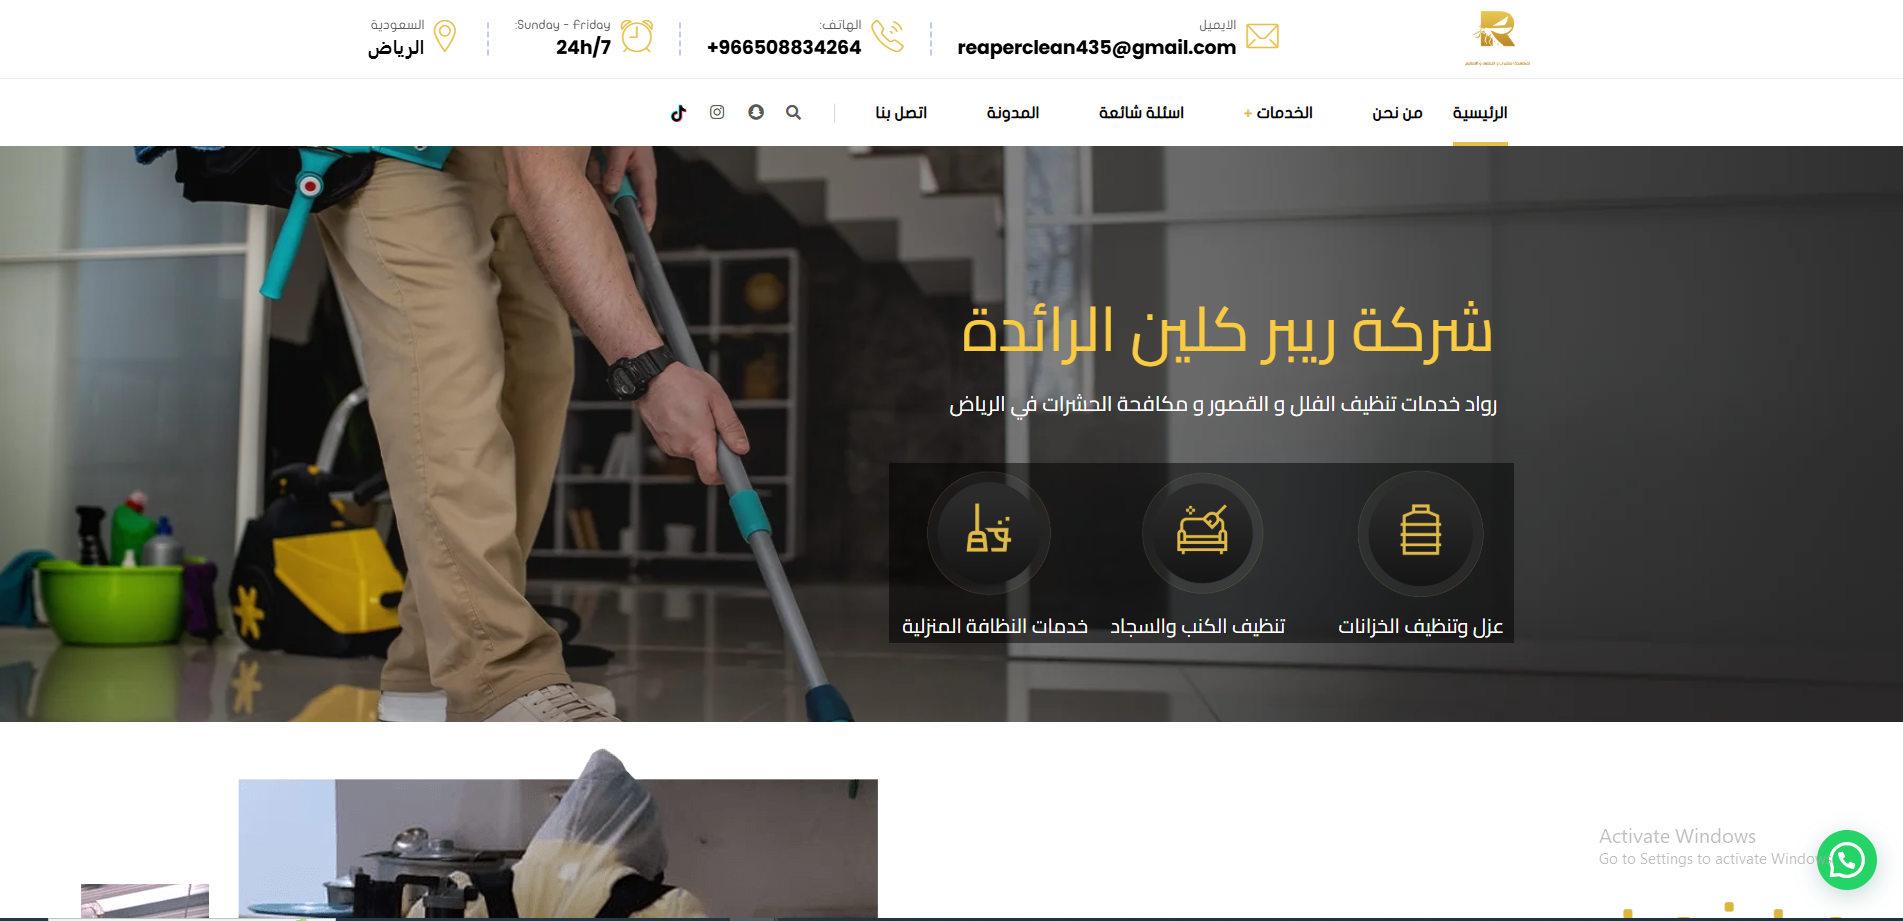 الايميل
reaperclean435@gmail.com
الهاتف:
+966508834264
Sunday - Friday:
24h/7
السعودية
الرياض
الرئيسية
من نحن
الخدمات +
اسئلة شائعة
المدونة
اتصل بنا
شركة ريبر كلين الرائدة
رواد خدمات تنظيف الفلل و القصور و مكافحة الحشرات في الرياض
عزل وتنظيف الخزانات
تنظيف الكنب والسجاد
خدمات النظافة المنزلية
Activate Windows
Go to Settings to activate Windows.